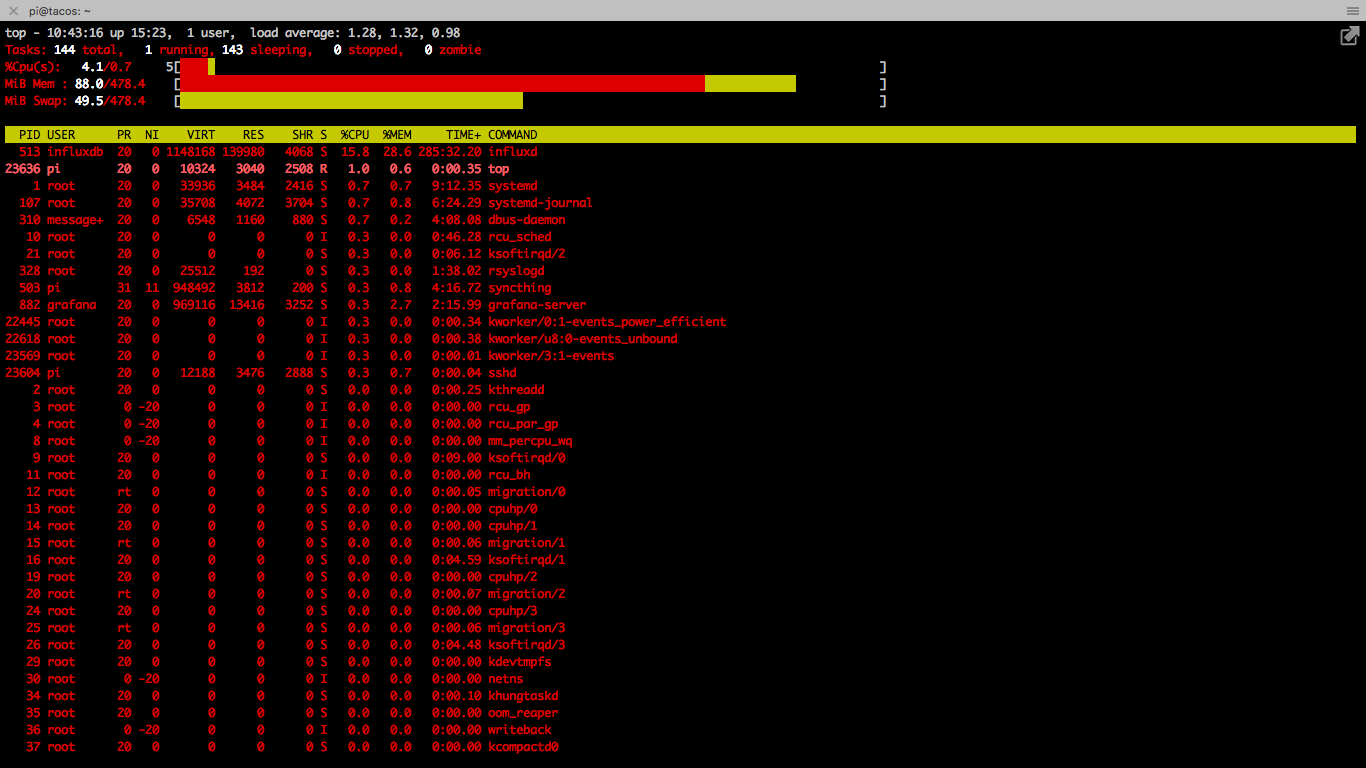 pi@tacos: ~
top - 10:43:16 up 15:23,  1 user,  load average: 1.28, 1.32, 0.98
Tasks: 144 total,   1 running, 143 sleeping,   0 stopped,   0 zombie
%Cpu(s):   4.1/0.7     5[ ]
MiB Mem : 88.0/478.4    [ ]
MiB Swap: 49.5/478.4    [ ]
  PID USER      PR  NI    VIRT    RES    SHR S  %CPU  %MEM     TIME+ COMMAND
  513 influxdb  20   0 1148168 139980   4068 S  15.8  28.6 285:32.20 influxd
23636 pi        20   0   10324   3040   2508 R   1.0   0.6   0:00.35 top
    1 root      20   0   33936   3484   2416 S   0.7   0.7   9:12.35 systemd
  107 root      20   0   35708   4072   3704 S   0.7   0.8   6:24.29 systemd-journal
  310 message+  20   0    6548   1160    880 S   0.7   0.2   4:08.08 dbus-daemon
   10 root      20   0       0      0      0 I   0.3   0.0   0:46.28 rcu_sched
   21 root      20   0       0      0      0 S   0.3   0.0   0:06.12 ksoftirqd/2
  328 root      20   0   25512    192      0 S   0.3   0.0   1:38.02 rsyslogd
  503 pi        31  11  948492   3812    200 S   0.3   0.8   4:16.72 syncthing
  882 grafana   20   0  969116  13416   3252 S   0.3   2.7   2:15.99 grafana-server
22445 root      20   0       0      0      0 I   0.3   0.0   0:00.34 kworker/0:1-events_power_efficient
22618 root      20   0       0      0      0 I   0.3   0.0   0:00.38 kworker/u8:0-events_unbound
23569 root      20   0       0      0      0 I   0.3   0.0   0:00.01 kworker/3:1-events
23604 pi        20   0   12188   3476   2888 S   0.3   0.7   0:00.04 sshd
    2 root      20   0       0      0      0 S   0.0   0.0   0:00.25 kthreadd
    3 root       0 -20       0      0      0 I   0.0   0.0   0:00.00 rcu_gp
    4 root       0 -20       0      0      0 I   0.0   0.0   0:00.00 rcu_par_gp
    8 root       0 -20       0      0      0 I   0.0   0.0   0:00.00 mm_percpu_wq
    9 root      20   0       0      0      0 S   0.0   0.0   0:09.00 ksoftirqd/0
   11 root      20   0       0      0      0 I   0.0   0.0   0:00.00 rcu_bh
   12 root      rt   0       0      0      0 S   0.0   0.0   0:00.05 migration/0
   13 root      20   0       0      0      0 S   0.0   0.0   0:00.00 cpuhp/0
   14 root      20   0       0      0      0 S   0.0   0.0   0:00.00 cpuhp/1
   15 root      rt   0       0      0      0 S   0.0   0.0   0:00.06 migration/1
   16 root      20   0       0      0      0 S   0.0   0.0   0:04.59 ksoftirqd/1
   19 root      20   0       0      0      0 S   0.0   0.0   0:00.00 cpuhp/2
   20 root      rt   0       0      0      0 S   0.0   0.0   0:00.07 migration/2
   24 root      20   0       0      0      0 S   0.0   0.0   0:00.00 cpuhp/3
   25 root      rt   0       0      0      0 S   0.0   0.0   0:00.06 migration/3
   26 root      20   0       0      0      0 S   0.0   0.0   0:04.48 ksoftirqd/3
   29 root      20   0       0      0      0 S   0.0   0.0   0:00.00 kdevtmpfs
   30 root       0 -20       0      0      0 I   0.0   0.0   0:00.00 netns
   34 root      20   0       0      0      0 S   0.0   0.0   0:00.10 khungtaskd
   35 root      20   0       0      0      0 S   0.0   0.0   0:00.00 oom_reaper
   36 root       0 -20       0      0      0 I   0.0   0.0   0:00.00 writeback
   37 root      20   0       0      0      0 S   0.0   0.0   0:00.00 kcompactd0